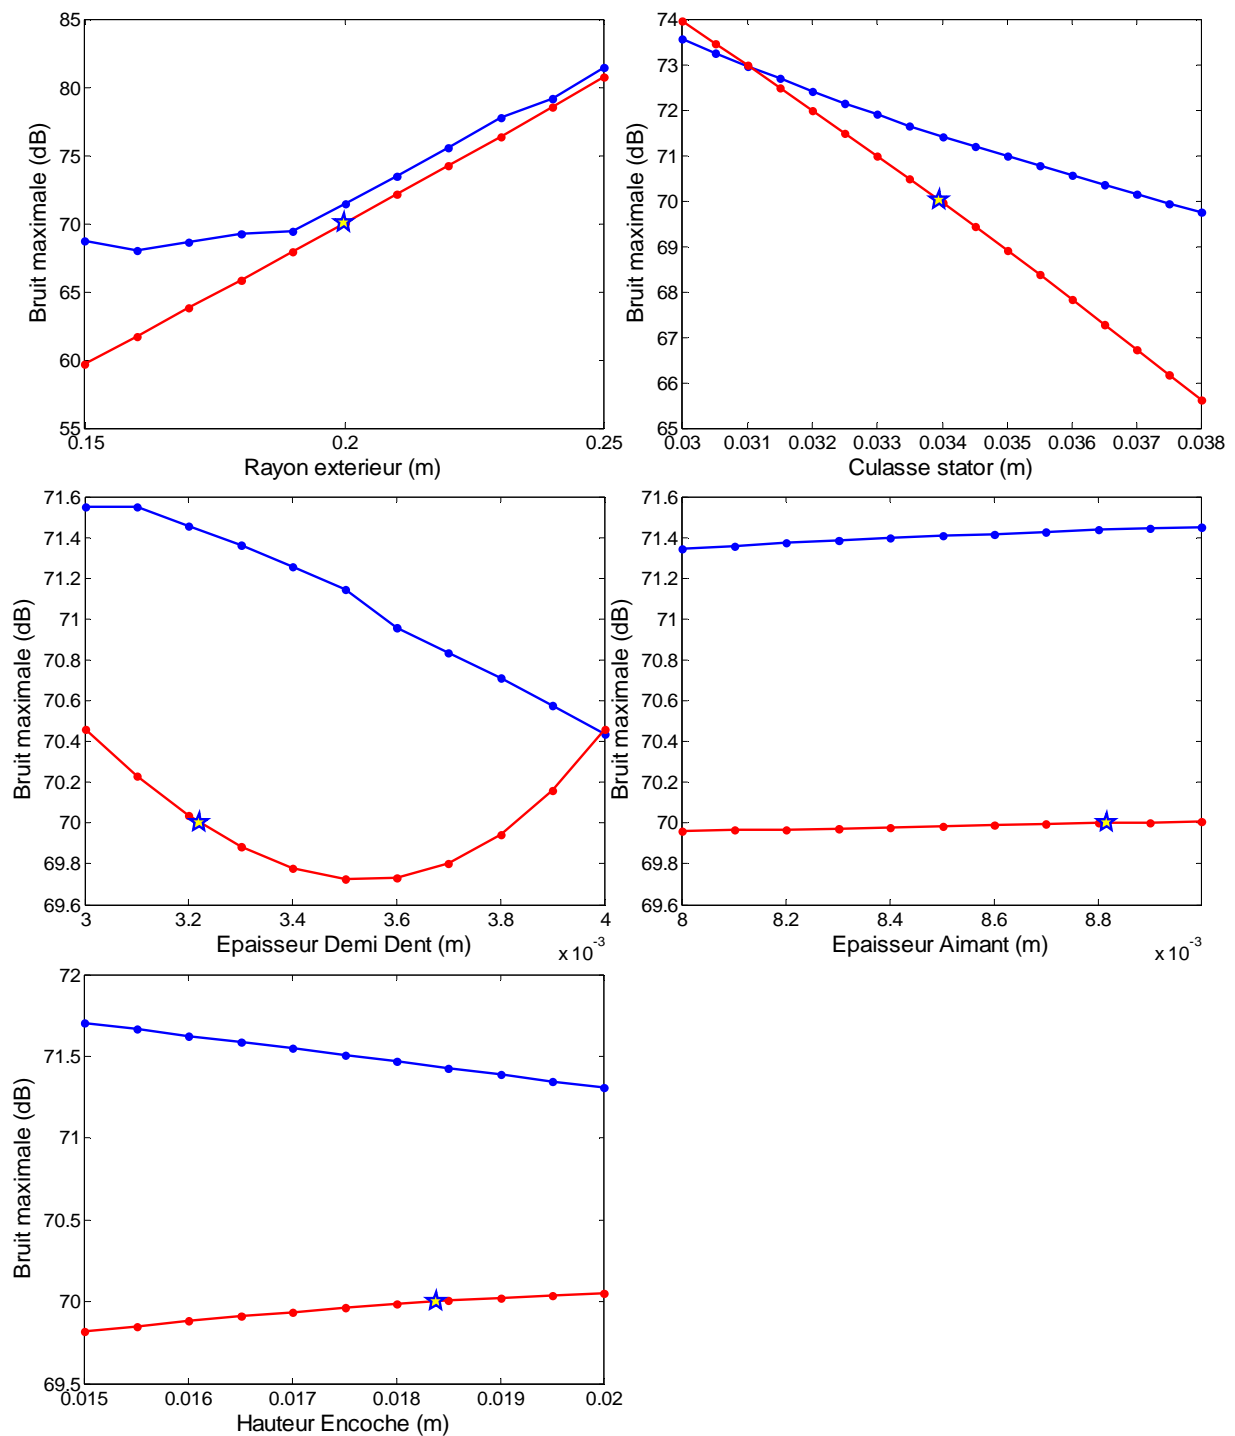 85
80
75
70
65
60
55
Bruit maximale (dB)
0.15 0.2 0.25
Rayon exterieur (m)
74
73
72
71
70
69
68
67
66
65
Bruit maximale (dB)
0.03 0.031 0.032 0.033 0.034 0.035 0.036 0.037 0.038
Culasse stator (m)
71.6
71.4
71.2
71
70.8
70.6
70.4
70.2
70
69.8
69.6
Bruit maximale (dB)
3 3.2 3.4 3.6 3.8 4
Epaisseur Demi Dent (m)
x 10⁻³
71.6
71.4
71.2
71
70.8
70.6
70.4
70.2
70
69.8
69.6
Bruit maximale (dB)
8 8.2 8.4 8.6 8.8
Epaisseur Aimant (m)
x 10⁻³
72
71.5
71
70.5
70
69.5
Bruit maximale (dB)
0.015 0.016 0.017 0.018 0.019 0.02
Hauteur Encoche (m)